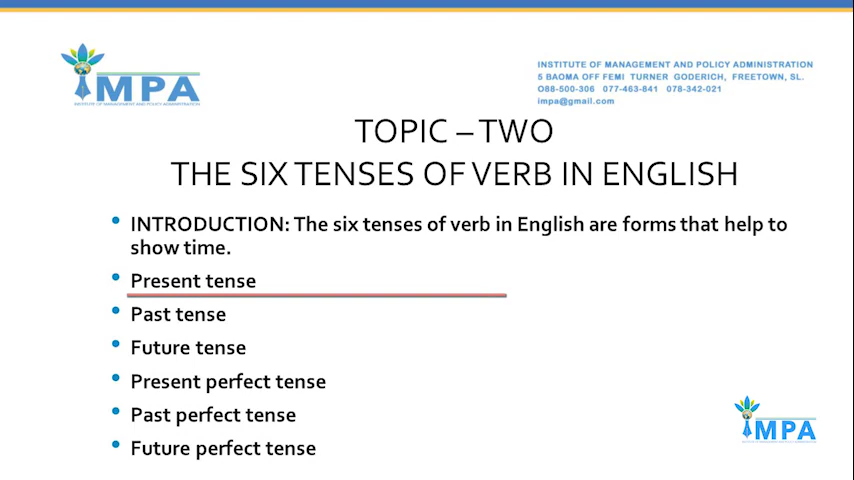 IMPA
INSTITUTE OF MANAGEMENT AND POLICY ADMINISTRATION
INSTITUTE OF MANAGEMENT AND POLICY ADMINISTRATION
5 BAOMA OFF FEMI TURNER GODERICH, FREETOWN, SL.
O88-500-306 077-463-841 078-342-021
impa@gmail.com
TOPIC – TWO
THE SIX TENSES OF VERB IN ENGLISH
• INTRODUCTION: The six tenses of verb in English are forms that help to
show time.
• Present tense
• Past tense
• Future tense
• Present perfect tense
• Past perfect tense
• Future perfect tense
IMPA